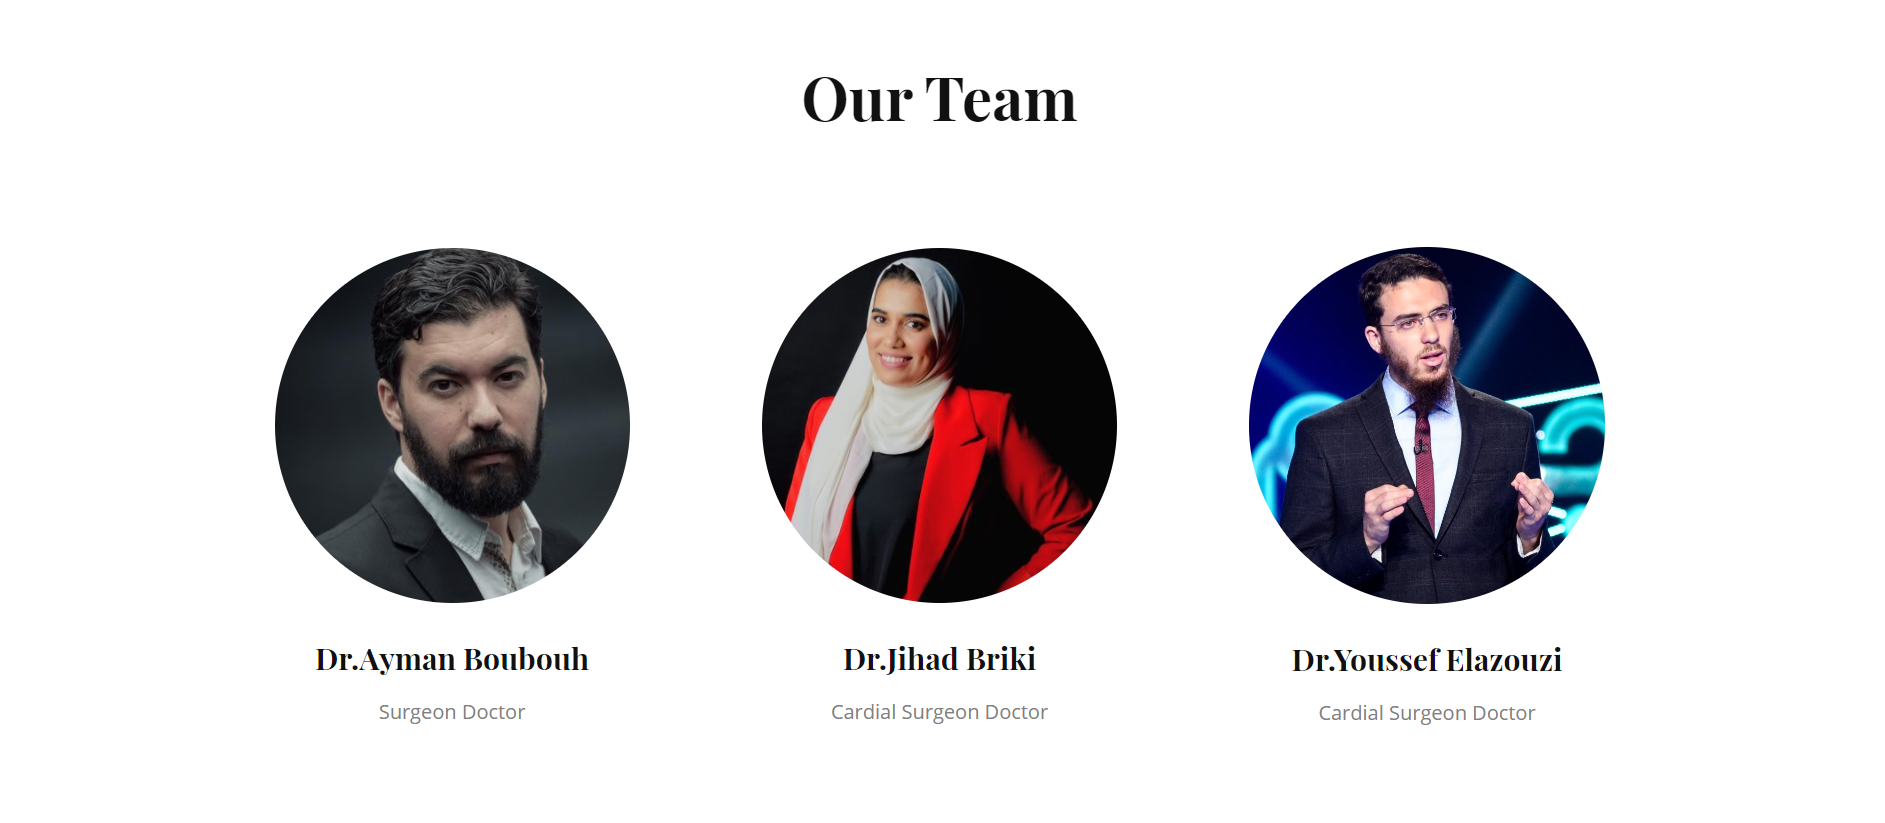 Our Team
Dr.Ayman Boubouh
Surgeon Doctor
Dr.Jihad Briki
Cardial Surgeon Doctor
Dr.Youssef Elazouzi
Cardial Surgeon Doctor